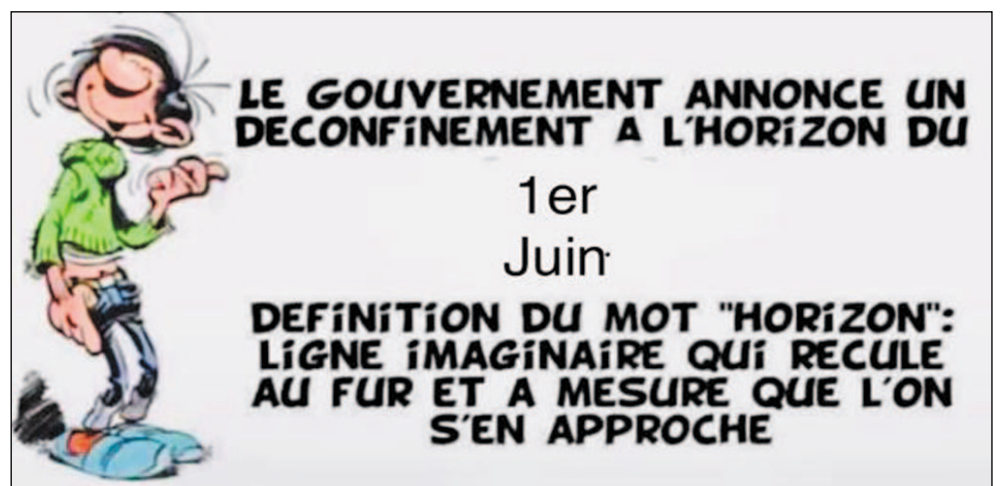 LE GOUVERNEMENT ANNONCE UN
DECONFiNEMENT A L'HORiZON DU
1er
Juin
DEFiNiTiON DU MOT "HORiZON":
LiGNE iMAGiNAiRE QUi RECULE
AU FUR ET A MESURE QUE L'ON
S'EN APPROCHE